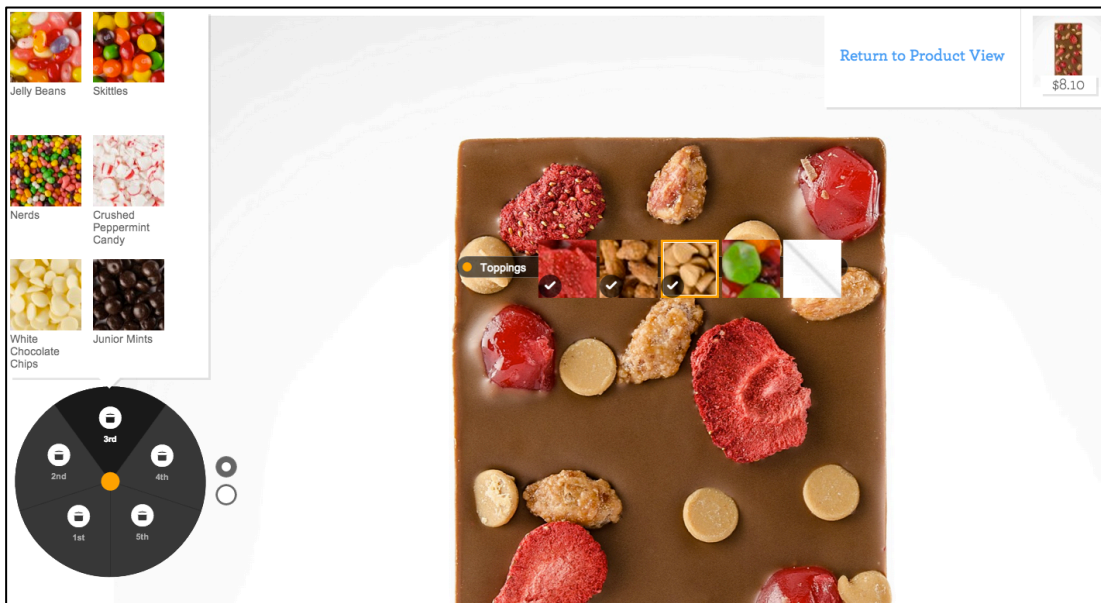 Jelly Beans
Skittles
Nerds
Crushed
Peppermint
Candy
White
Chocolate
Chips
Junior Mints
Return to Product View
$8.10
Toppings
3rd
2nd
4th
1st
5th